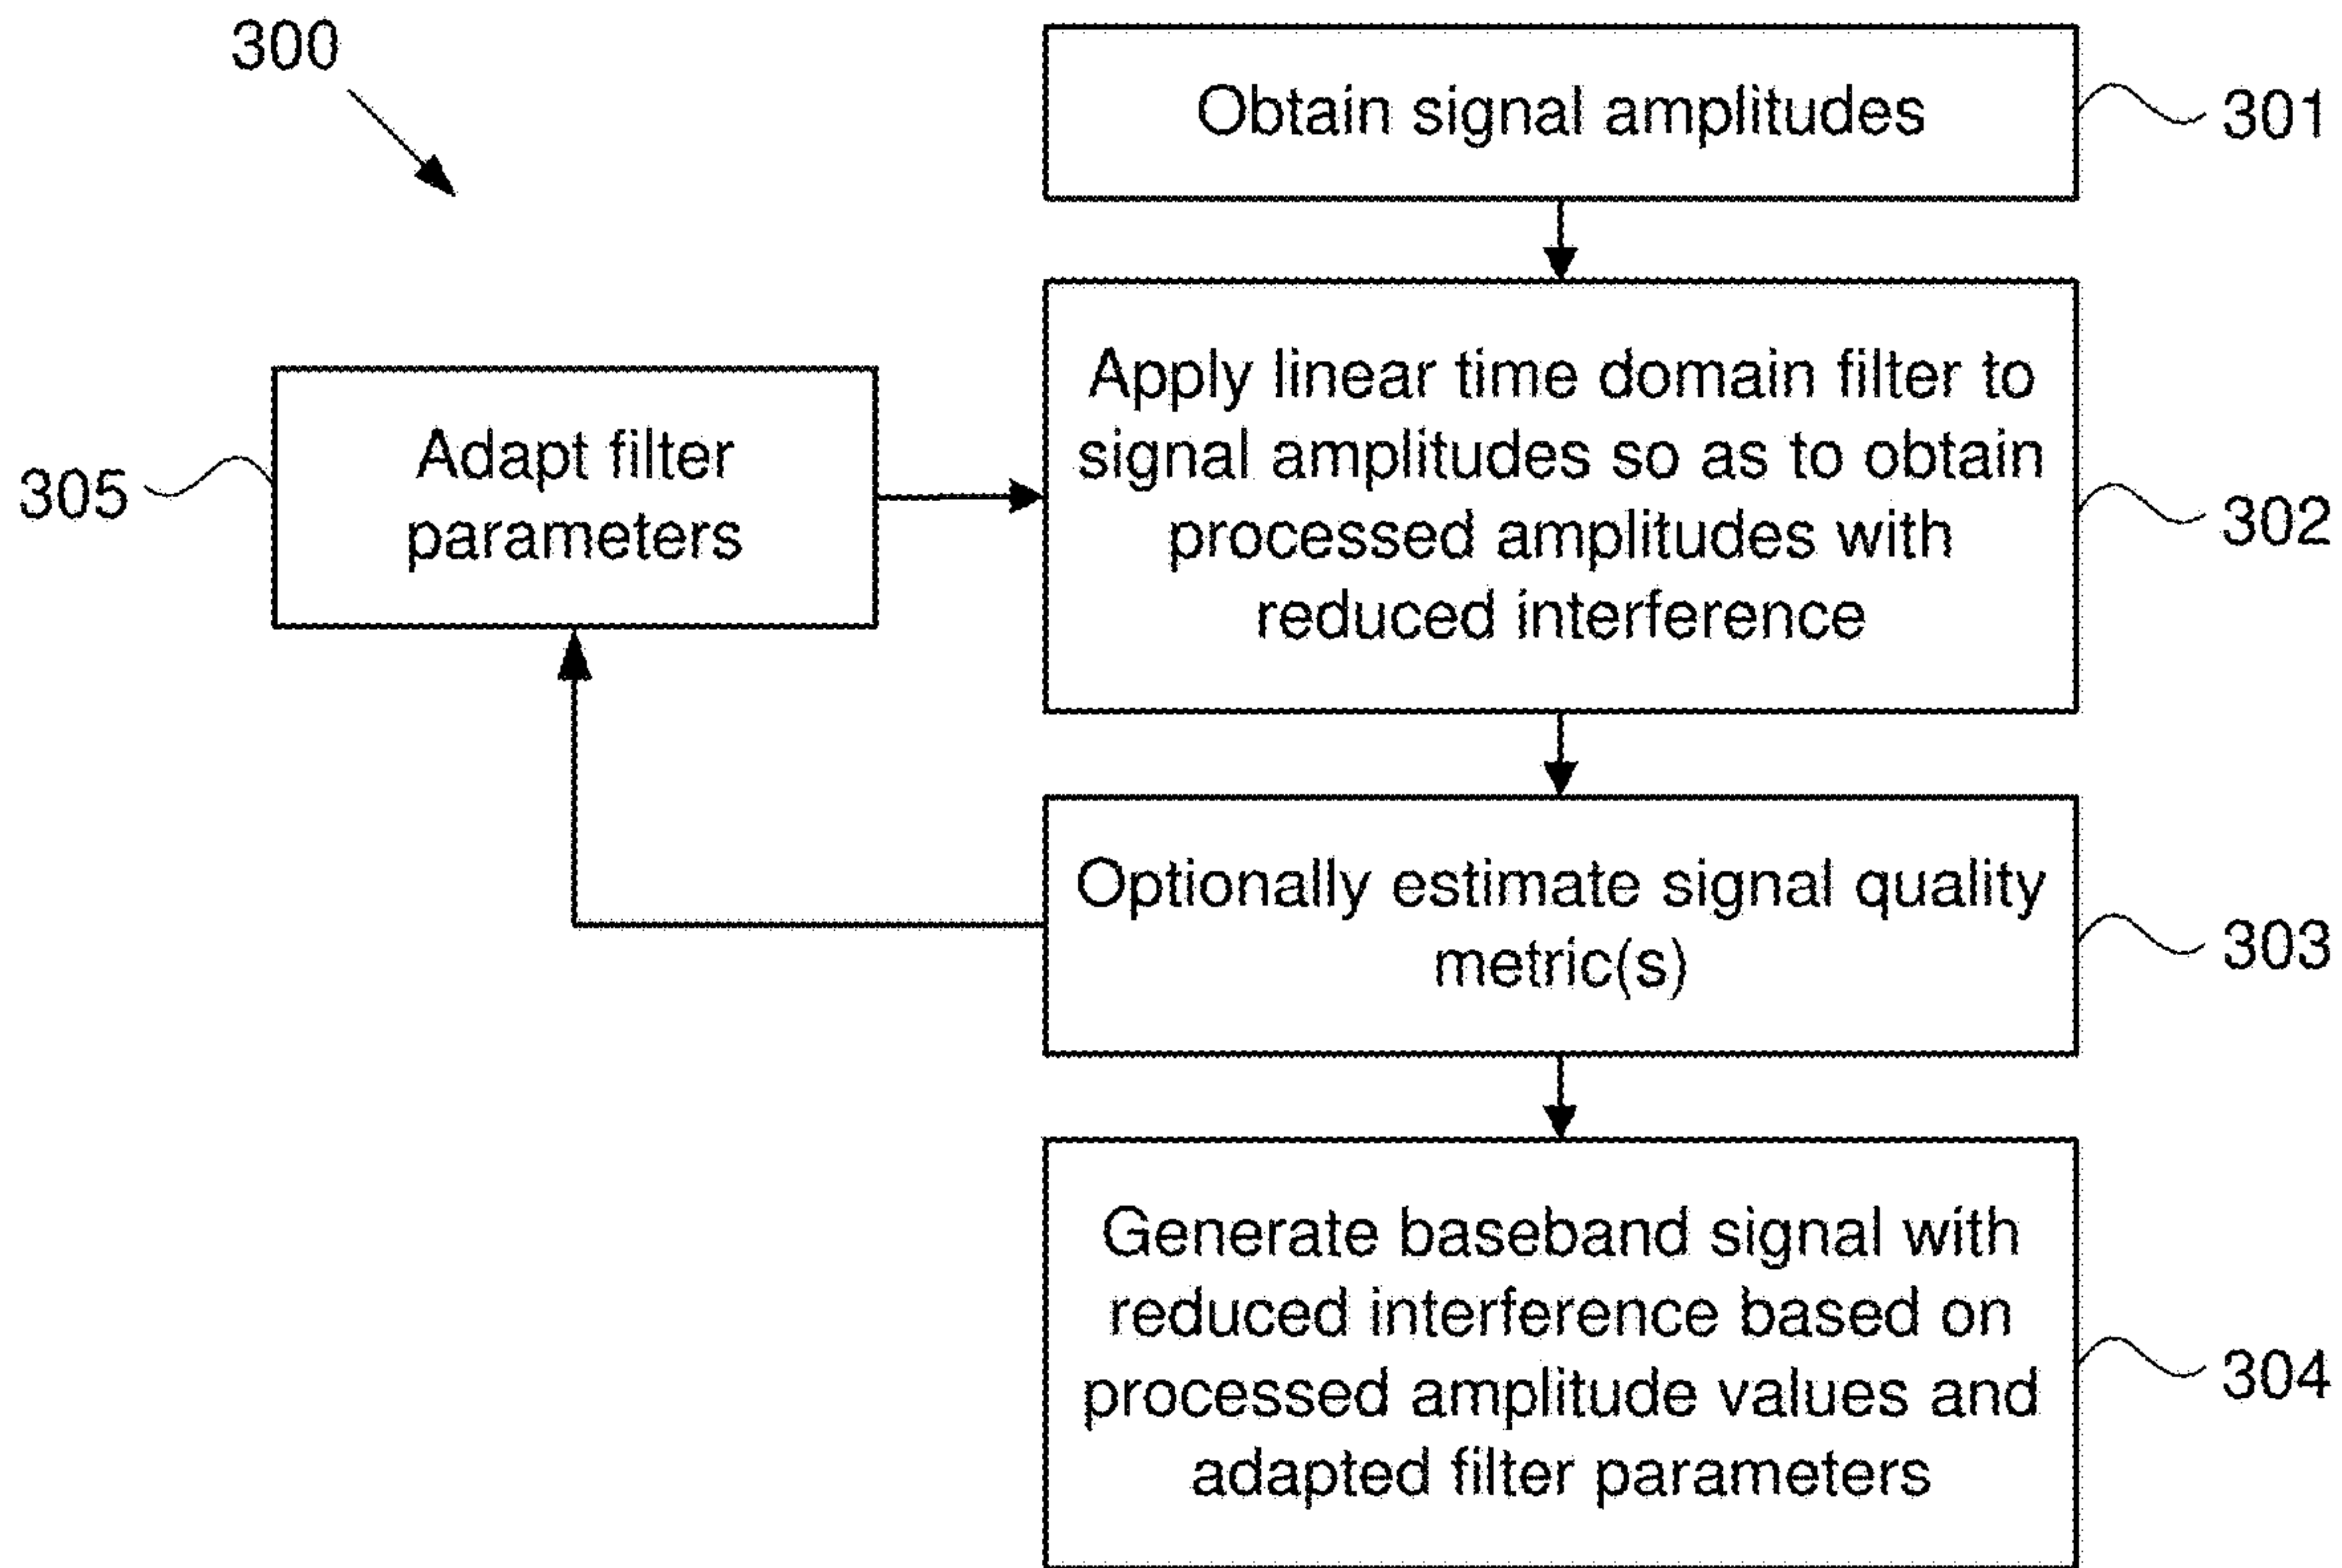 300
Obtain signal amplitudes
301
Apply linear time domain filter to
signal amplitudes so as to obtain
processed amplitudes with
reduced interference
302
Adapt filter
parameters
305
Optionally estimate signal quality
metric(s)
303
Generate baseband signal with
reduced interference based on
processed amplitude values and
adapted filter parameters
304